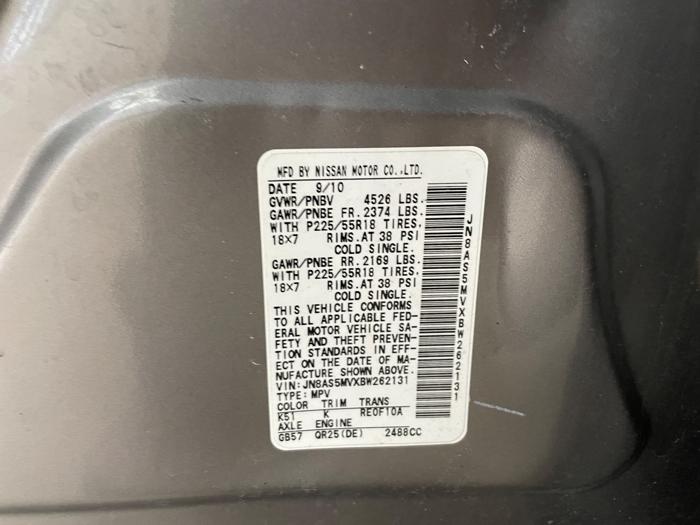 MFD BY NISSAN MOTOR CO.,LTD.
DATE 9/10
GVWR/PNBV 4526 LBS.
GAWR/PNBE FR. 2374 LBS.
WITH P225/55R18 TIRES.
18X7 RIMS. AT 38 PSI
COLD SINGLE.
GAWR/PNBE RR. 2169 LBS.
WITH P225/55R18 TIRES.
18X7 RIMS. AT 38 PSI
COLD SINGLE.
THIS VEHICLE CONFORMS
TO ALL APPLICABLE FED-
ERAL MOTOR VEHICLE SA-
FETY AND THEFT PREVEN-
TION STANDARDS IN EFF-
ECT ON THE DATE OF MA-
NUFACTURE SHOWN ABOVE.
VIN: JN8AS5MVXBW262131
TYPE: MPV
COLOR TRIM TRANS
K51 K RE0F10A
AXLE ENGINE
GB57 QR25(DE) 2488CC
JN8AS5MVXBW262131